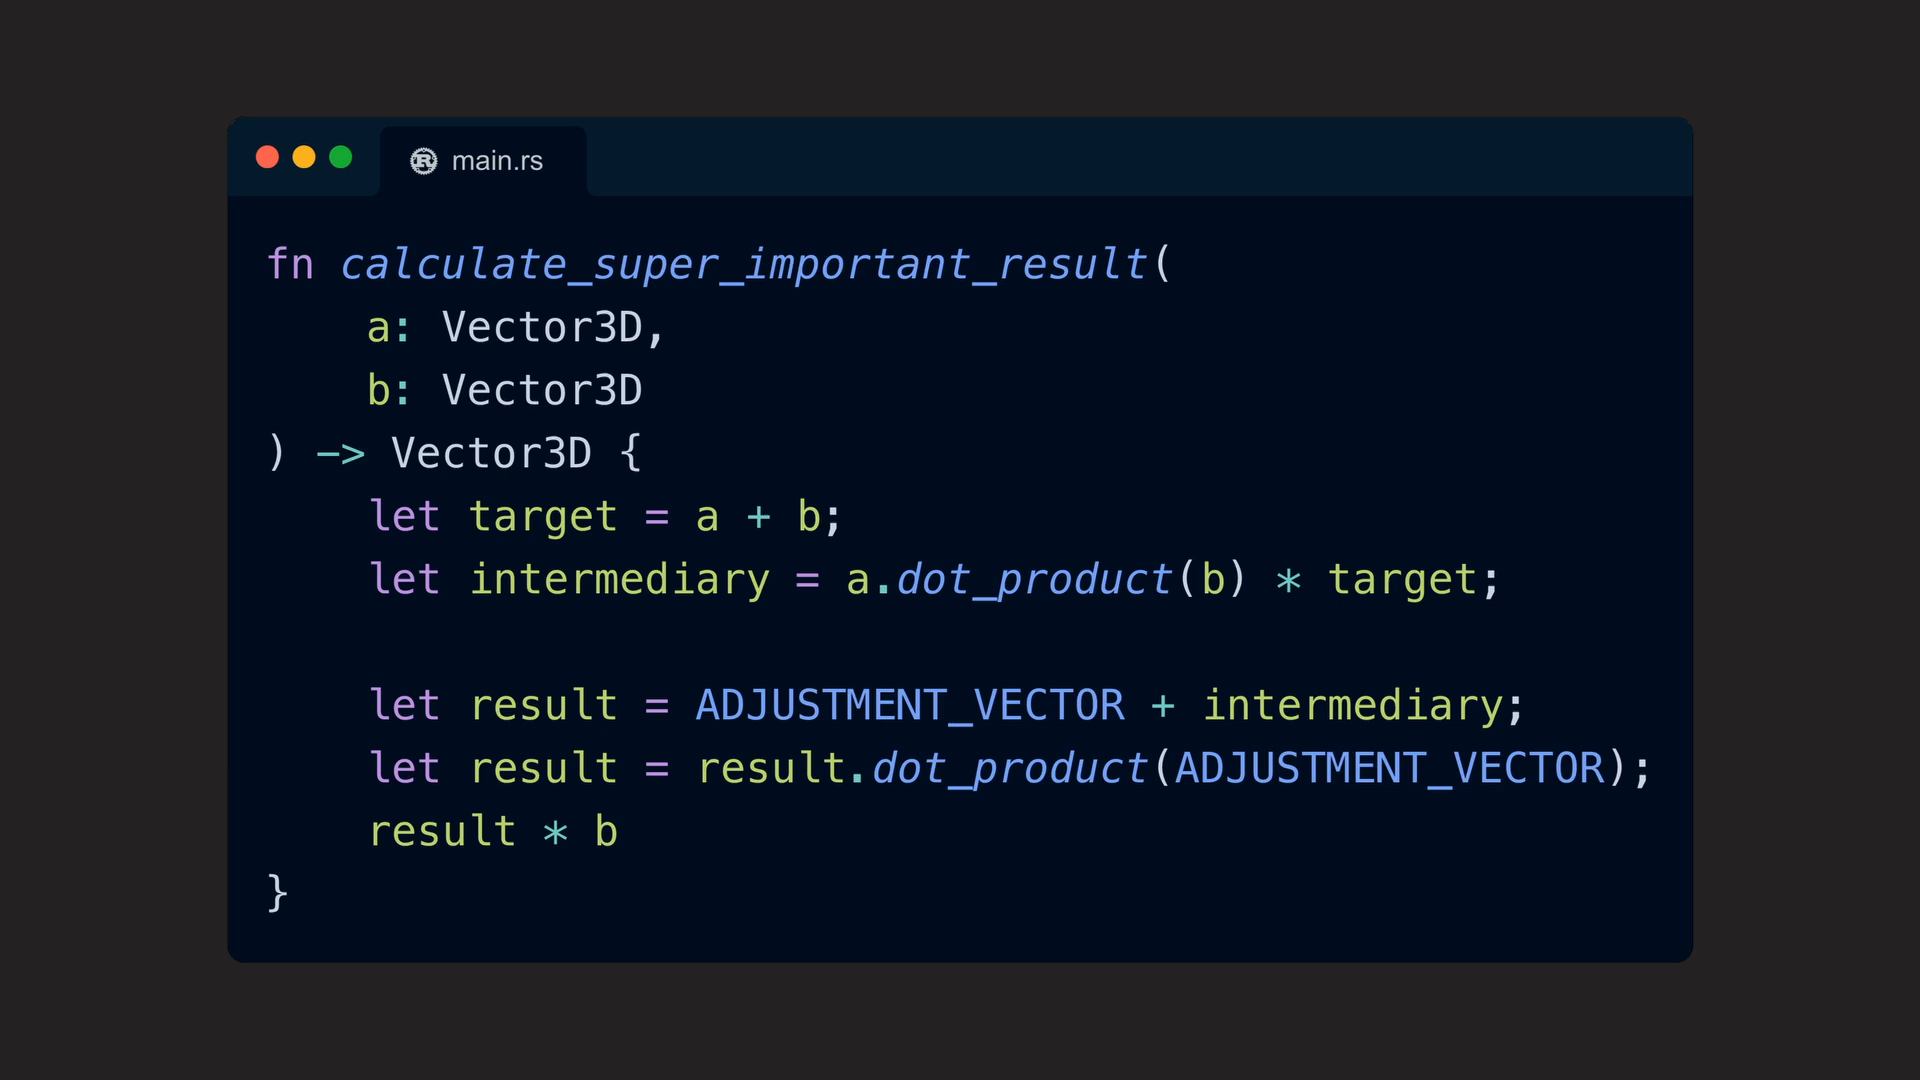 main.rs
fn calculate_super_important_result(
    a: Vector3D,
    b: Vector3D
) -> Vector3D {
    let target = a + b;
    let intermediary = a.dot_product(b) * target;

    let result = ADJUSTMENT_VECTOR + intermediary;
    let result = result.dot_product(ADJUSTMENT_VECTOR);
    result * b
}